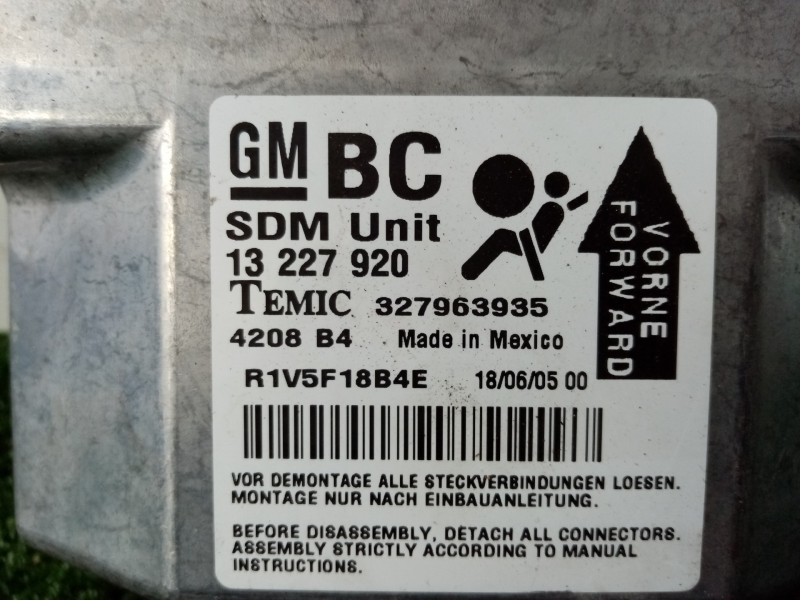 GM BC
SDM Unit
13 227 920
TEMIC 327963935
4208 B4 Made in Mexico
R1V5F18B4E 18/06/05 00
VORNE
FORWARD
VOR DEMONTAGE ALLE STECKVERBINDUNGEN LOESEN.
MONTAGE NUR NACH EINBAUANLEITUNG.
BEFORE DISASSEMBLY, DETACH ALL CONNECTORS.
ASSEMBLY STRICTLY ACCORDING TO MANUAL
INSTRUCTIONS.